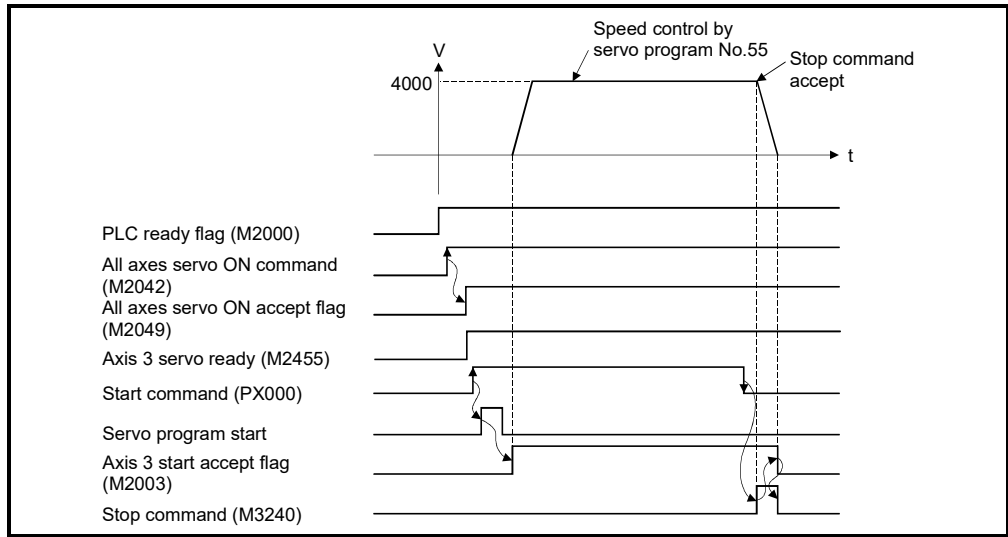 Speed control by
servo program No.55
V
Stop command
accept
4000
t
PLC ready flag (M2000)
All axes servo ON command
(M2042)
All axes servo ON accept flag
(M2049)
Axis 3 servo ready (M2455)
Start command (PX000)
Servo program start
Axis 3 start accept flag
(M2003)
Stop command (M3240)